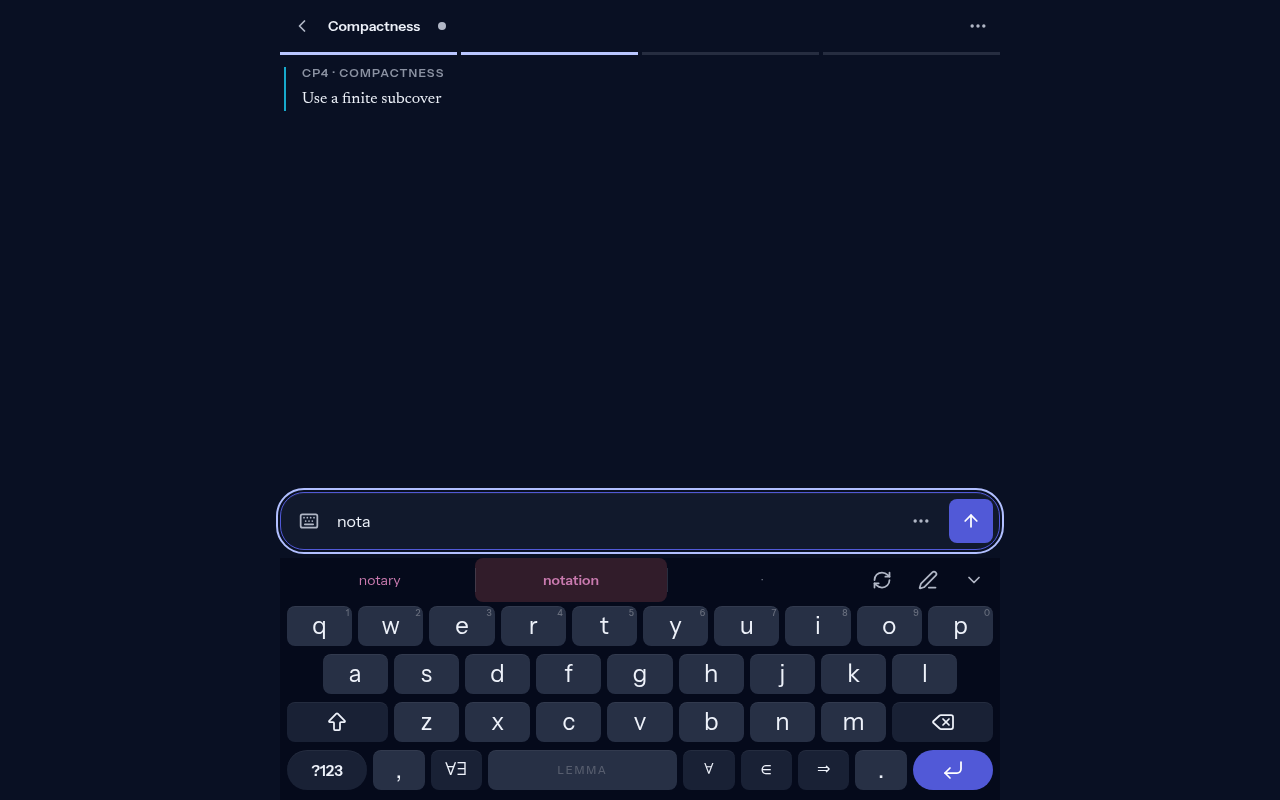 Compactness
CP4 · COMPACTNESS
Use a finite subcover
nota
notary notation ·
q 1 w 2 e 3 r 4 t 5 y 6 u 7 i 8 o 9 p 0
a s d f g h j k l
z x c v b n m
?123 , ∀∃ LEMMA ∀ ∈ ⇒ .